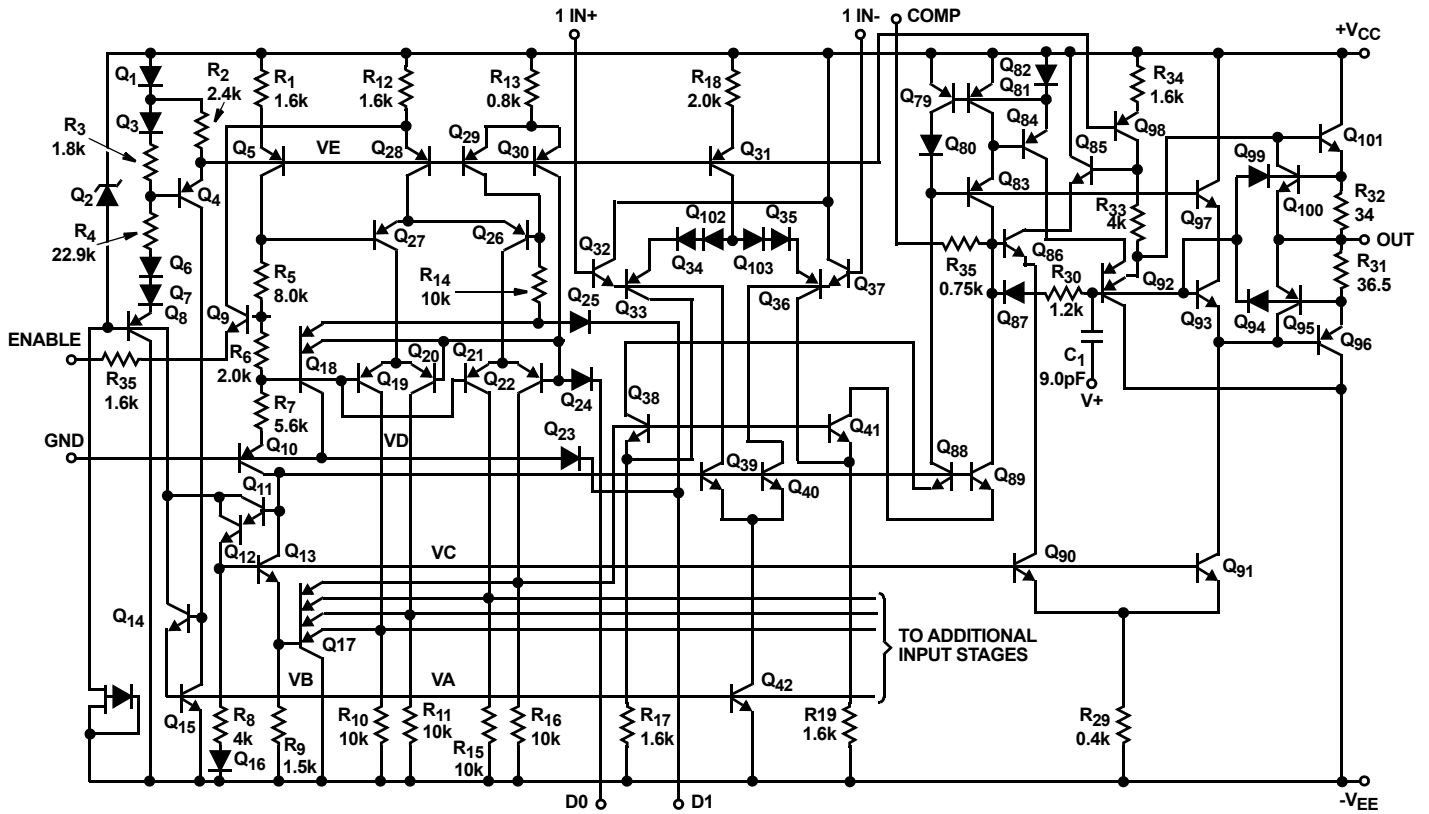 1 IN+
1 IN-
COMP
+VCC
Q1
R2
2.4k
R1
1.6k
R12
1.6k
R13
0.8k
R18
2.0k
Q82
Q81
Q79
R34
1.6k
Q3
R3
1.8k
Q5
VE
Q28
Q29
Q30
Q31
Q80
Q84
Q85
Q98
Q101
Q2
Q4
Q83
Q99
Q100
R32
34
R4
22.9k
Q27
Q26
Q32
Q102
Q35
Q34
Q103
R33
4k
Q97
OUT
Q6
Q7
Q8
R5
8.0k
R14
10k
Q25
Q33
Q36
Q37
R35
0.75k
Q86
R30
1.2k
Q87
Q92
Q93
Q94
Q95
R31
36.5
Q96
Q9
ENABLE
R35
1.6k
R6
2.0k
Q18
Q19
Q20
Q21
Q22
Q24
C1
9.0pF
V+
R7
5.6k
Q38
Q41
GND
Q10
VD
Q23
Q39
Q40
Q88
Q89
Q11
Q12
Q13
VC
Q90
Q91
Q14
Q17
TO ADDITIONAL
INPUT STAGES
VB
VA
Q42
Q15
R8
4k
Q16
R9
1.5k
R10
10k
R11
10k
R15
10k
R16
10k
R17
1.6k
R19
1.6k
R29
0.4k
D0
D1
-VEE